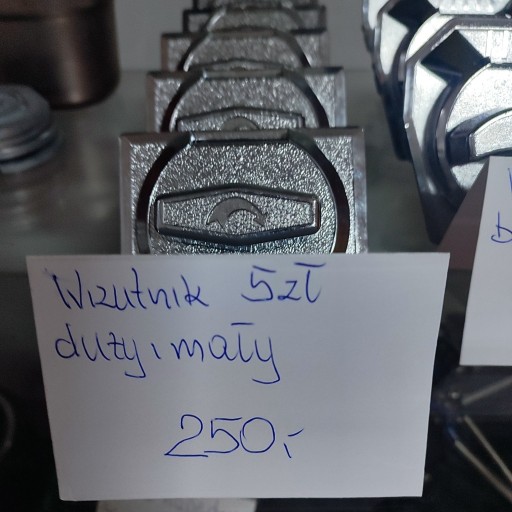 Wrzutnik 5zł
duży i mały
250,-